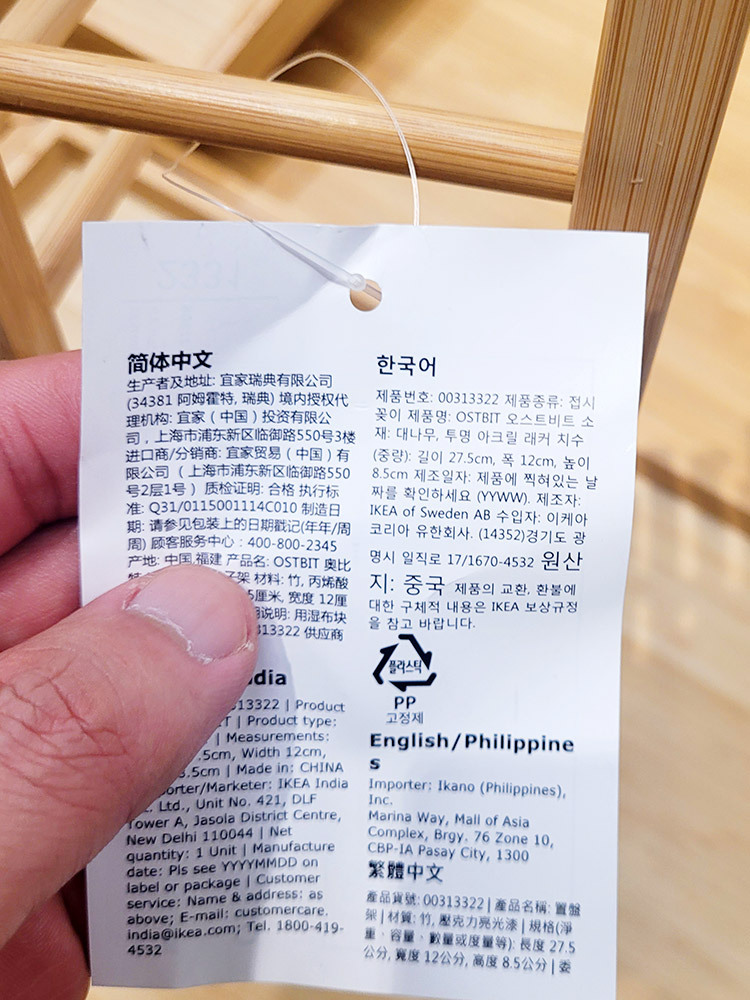 简体中文
生产者及地址: 宜家瑞典有限公司
(34381 阿姆霍特, 瑞典) 境内授权代
理机构: 宜家（中国）投资有限公
司，上海市浦东新区临御路550号3楼
进口商/分销商: 宜家贸易（中国）有
限公司（上海市浦东新区临御路550
号2层1号） 质检证明: 合格 执行标
准: Q31/0115001114C010 制造日
期: 请参见包装上的日期戳记(年年/周
周) 顾客服务中心：400-800-2345
产地: 中国,福建 产品名: OSTBIT 奥比
架 材料: 竹, 丙烯酸
5厘米, 宽度 12厘
说明: 用湿布块
313322 供应商
dia
313322 | Product
T | Product type:
| Measurements:
.5cm, Width 12cm,
8.5cm | Made in: CHINA
orter/Marketer: IKEA India
Ltd., Unit No. 421, DLF
Tower A, Jasola District Centre,
New Delhi 110044 | Net
quantity: 1 Unit | Manufacture
date: Pls see YYYYMMDD on
label or package | Customer
service: Name & address: as
above; E-mail: customercare.
india@ikea.com; Tel. 1800-419-
4532
한국어
제품번호: 00313322 제품종류: 접시
꽂이 제품명: OSTBIT 오스트비트 소
재: 대나무, 투명 아크릴 래커 치수
(중량): 길이 27.5cm, 폭 12cm, 높이
8.5cm 제조일자: 제품에 찍혀있는 날
짜를 확인하세요 (YYWW). 제조자:
IKEA of Sweden AB 수입자: 이케아
코리아 유한회사. (14352)경기도 광
명시 일직로 17/1670-4532 원산
지: 중국 제품의 교환, 환불에
대한 구체적 내용은 IKEA 보상규정
을 참고 바랍니다.
플라스틱
PP
고정제
English/Philippine
s
Importer: Ikano (Philippines),
Inc.
Marina Way, Mall of Asia
Complex, Brgy. 76 Zone 10,
CBP-IA Pasay City, 1300
繁體中文
產品貨號: 00313322 | 產品名稱: 置盤
架 | 材質: 竹, 壓克力亮光漆 | 規格(淨
重、容量、數量或度量等): 長度 27.5
公分, 寬度 12公分, 高度 8.5公分 | 委